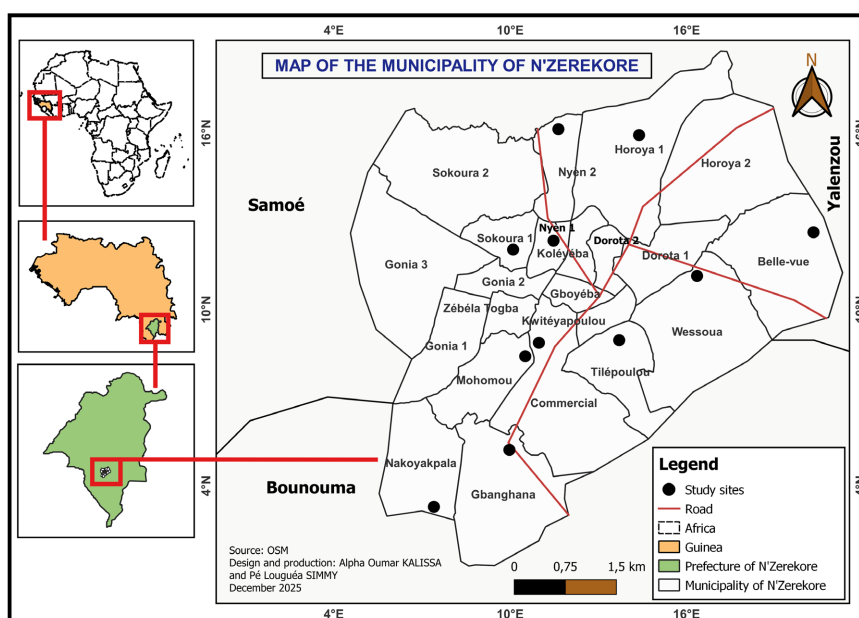 4°E 10°E 16°E
MAP OF THE MUNICIPALITY OF N'ZEREKORE
N
16°N
16°N
10°N
10°N
4°N
4°N
Samoé
Yalenzou
Bounouma
Sokoura 2
Nyen 2
Horoya 1
Horoya 2
Gonia 3
Sokoura 1
Nyen 1
Koléyéba
Dorota 2
Dorota 1
Belle-vue
Gonia 2
Gboyéba
Zébéla Togba
Kwitéyapoulou
Wessoua
Gonia 1
Mohomou
Tilépoulou
Commercial
Nakoyakpala
Gbanghana
Legend
Study sites
Road
Africa
Guinea
Prefecture of N'Zerekore
Municipality of N'Zerekore
Source: OSM
Design and production: Alpha Oumar KALISSA
and Pé Louguéa SIMMY
December 2025
0 0,75 1,5 km
4°E 10°E 16°E